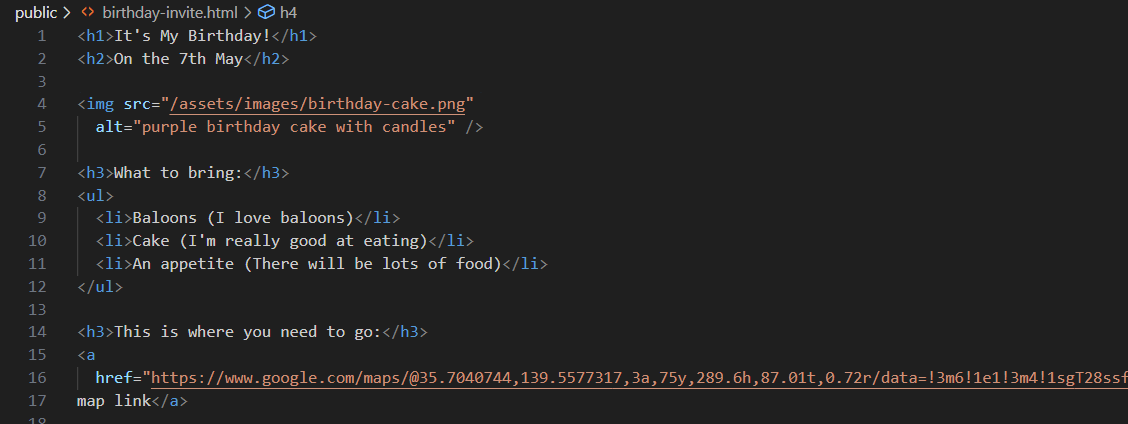 public > birthday-invite.html > h4
1 <h1>It's My Birthday!</h1>
2 <h2>On the 7th May</h2>
3
4 <img src="/assets/images/birthday-cake.png"
5 alt="purple birthday cake with candles" />
6
7 <h3>What to bring:</h3>
8 <ul>
9 <li>Baloons (I love baloons)</li>
10 <li>Cake (I'm really good at eating)</li>
11 <li>An appetite (There will be lots of food)</li>
12 </ul>
13
14 <h3>This is where you need to go:</h3>
15 <a
16 href="https://www.google.com/maps/@35.7040744,139.5577317,3a,75y,289.6h,87.01t,0.72r/data=!3m6!1e1!3m4!1sgT28ssf
17 map link</a>
18